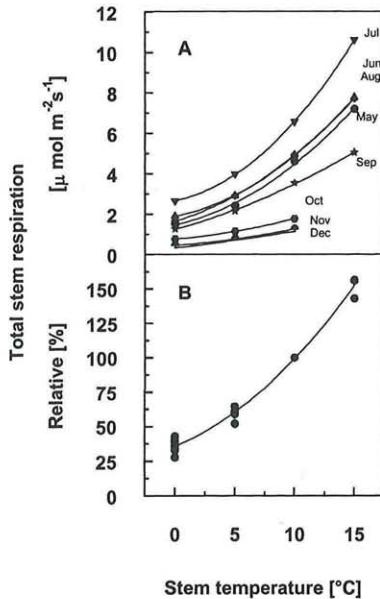 Total stem respiration
[μ mol m⁻²s⁻¹]
12
10
8
6
4
2
0
A
Jul
Jun
Aug
May
Sep
Oct
Nov
Dec
Relative [%]
150
125
100
75
50
25
0
B
0 5 10 15
Stem temperature [°C]